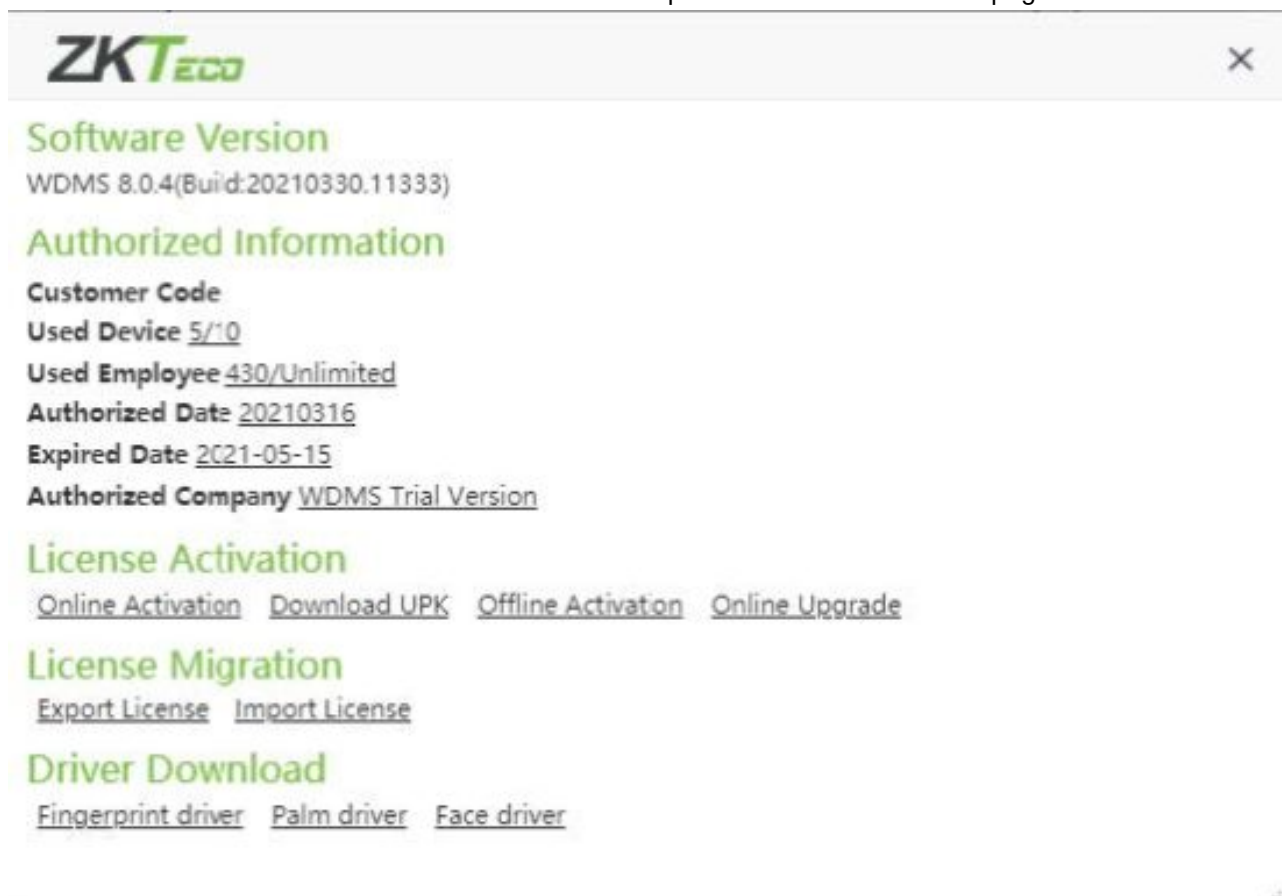 ZKTeco
Software Version
WDMS 8.0.4(Build:20210330.11333)
Authorized Information
Customer Code
Used Device 5/10
Used Employee 430/Unlimited
Authorized Date 20210316
Expired Date 2021-05-15
Authorized Company WDMS Trial Version
License Activation
Online Activation Download UPK Offline Activation Online Upgrade
License Migration
Export License Import License
Driver Download
Fingerprint driver Palm driver Face driver